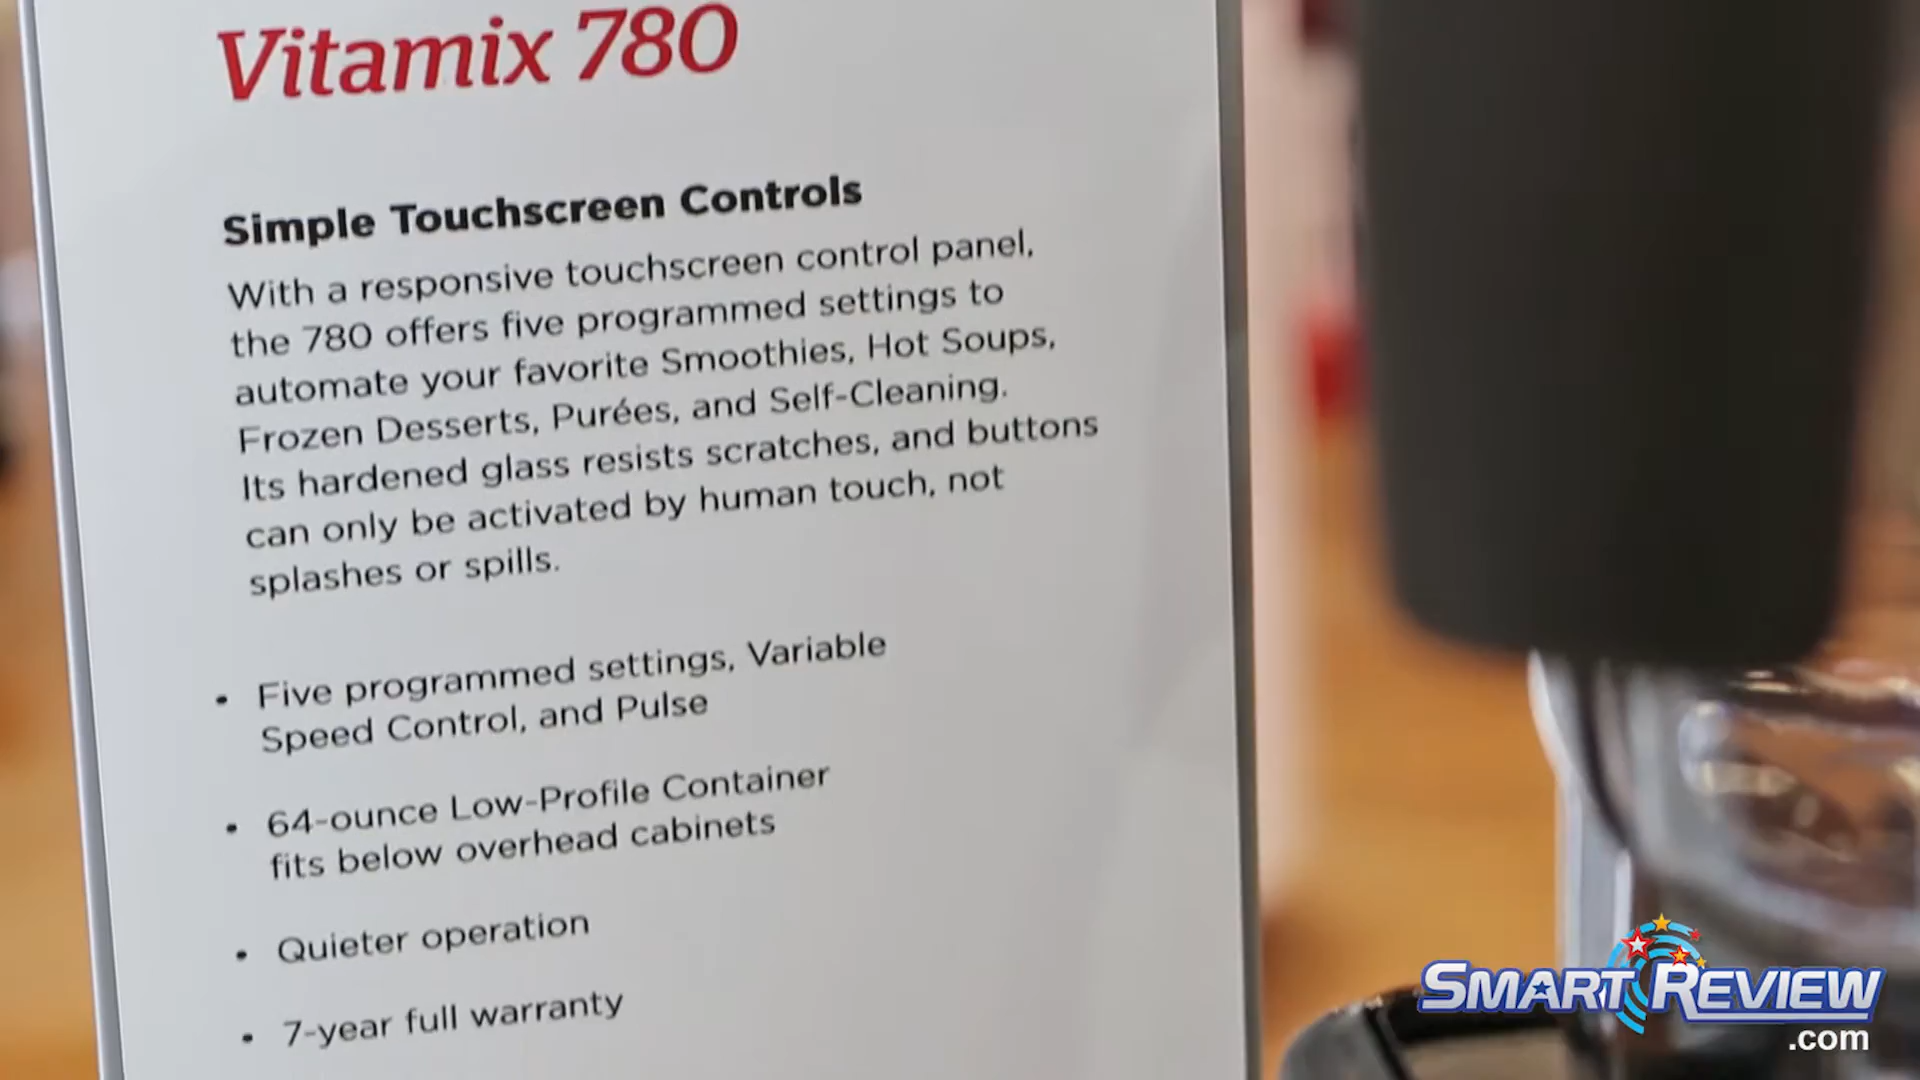 Vitamix 780
Simple Touchscreen Controls
With a responsive touchscreen control panel,
the 780 offers five programmed settings to
automate your favorite Smoothies, Hot Soups,
Frozen Desserts, Purées, and Self-Cleaning.
Its hardened glass resists scratches, and buttons
can only be activated by human touch, not
splashes or spills.
• Five programmed settings, Variable
Speed Control, and Pulse
• 64-ounce Low-Profile Container
fits below overhead cabinets
• Quieter operation
• 7-year full warranty
SMARTREVIEW
.com